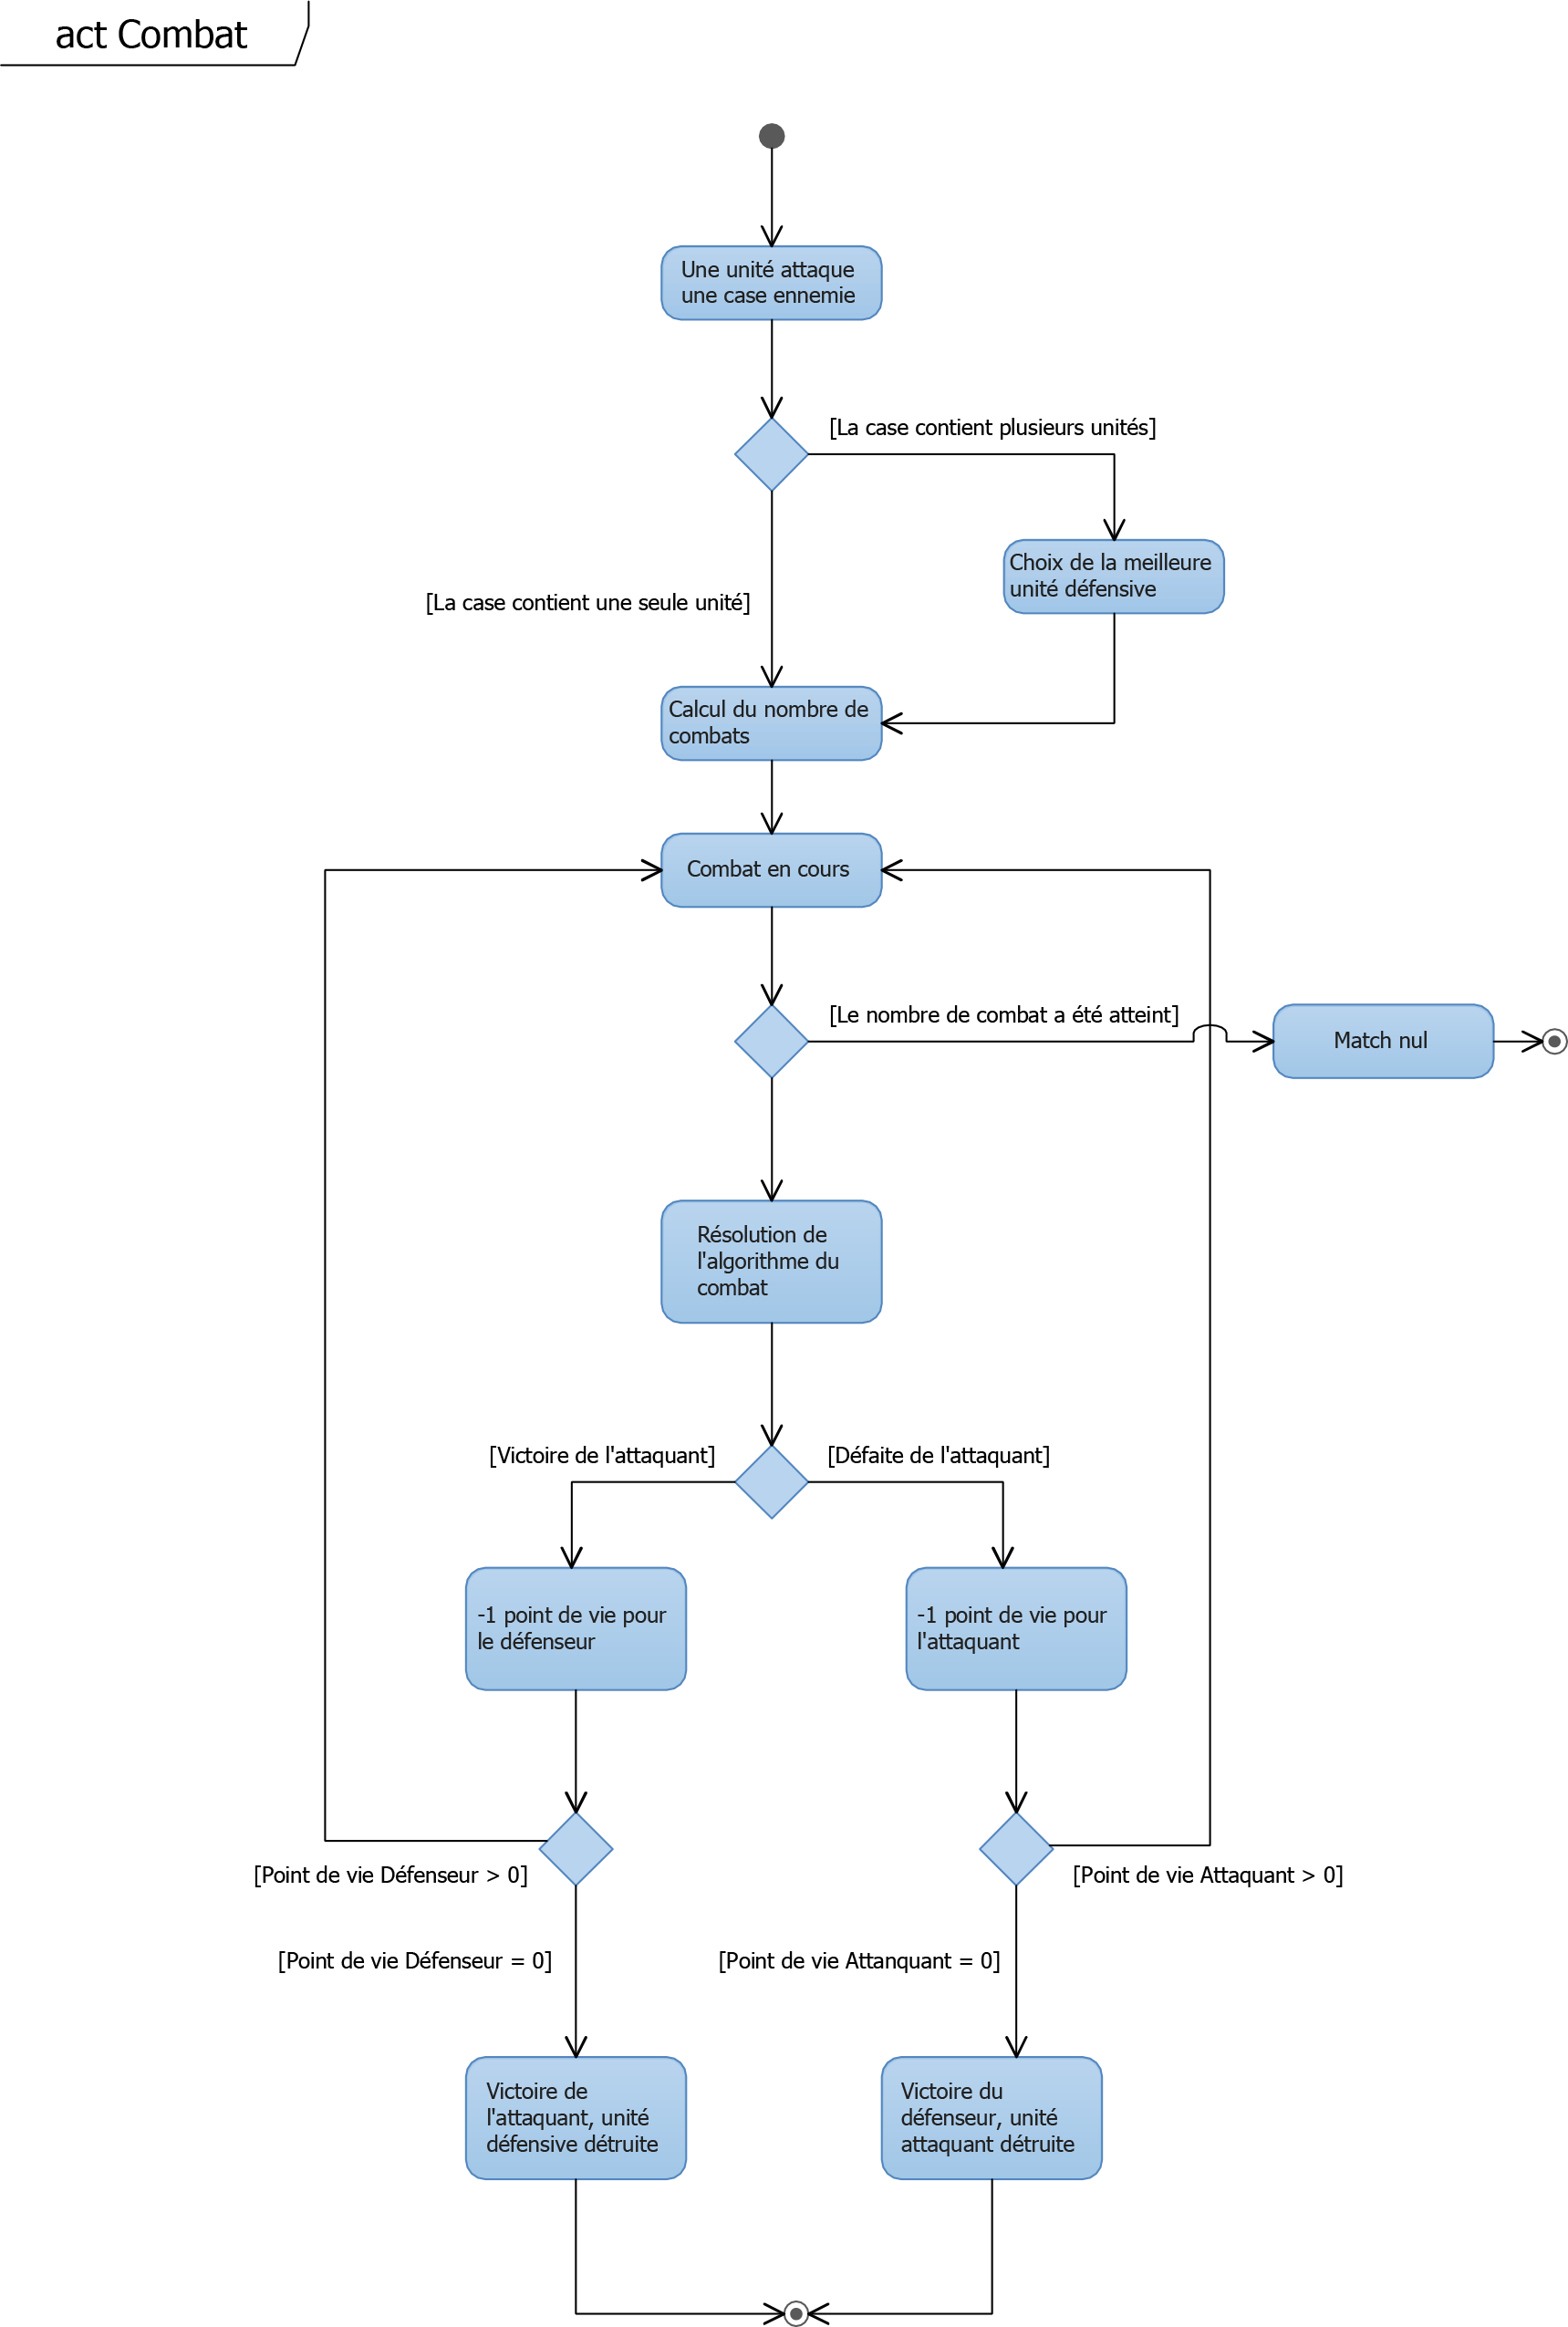 act Combat
Une unité attaque
une case ennemie
[La case contient plusieurs unités]
Choix de la meilleure
unité défensive
[La case contient une seule unité]
Calcul du nombre de
combats
Combat en cours
[Le nombre de combat a été atteint]
Match nul
Résolution de
l'algorithme du
combat
[Victoire de l'attaquant]
[Défaite de l'attaquant]
-1 point de vie pour
le défenseur
-1 point de vie pour
l'attaquant
[Point de vie Défenseur > 0]
[Point de vie Attaquant > 0]
[Point de vie Défenseur = 0]
[Point de vie Attanquant = 0]
Victoire de
l'attaquant, unité
défensive détruite
Victoire du
défenseur, unité
attaquant détruite